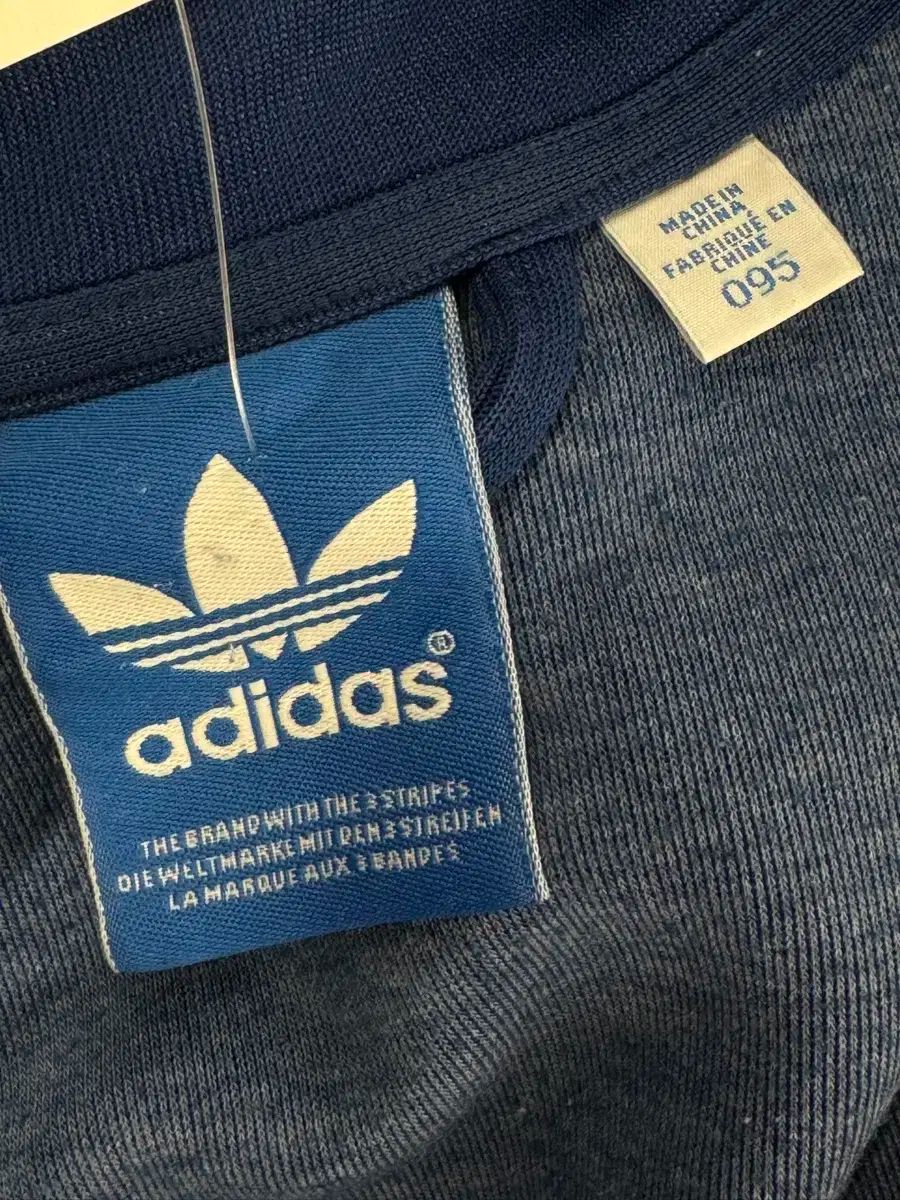 MADE IN
CHINA,
FABRIQUÉ EN
CHINE
095
adidas®
THE BRAND WITH THE 3 STRIPES
DIE WELTMARKE MIT DEN 3 STREIFEN
LA MARQUE AUX 3 BANDES